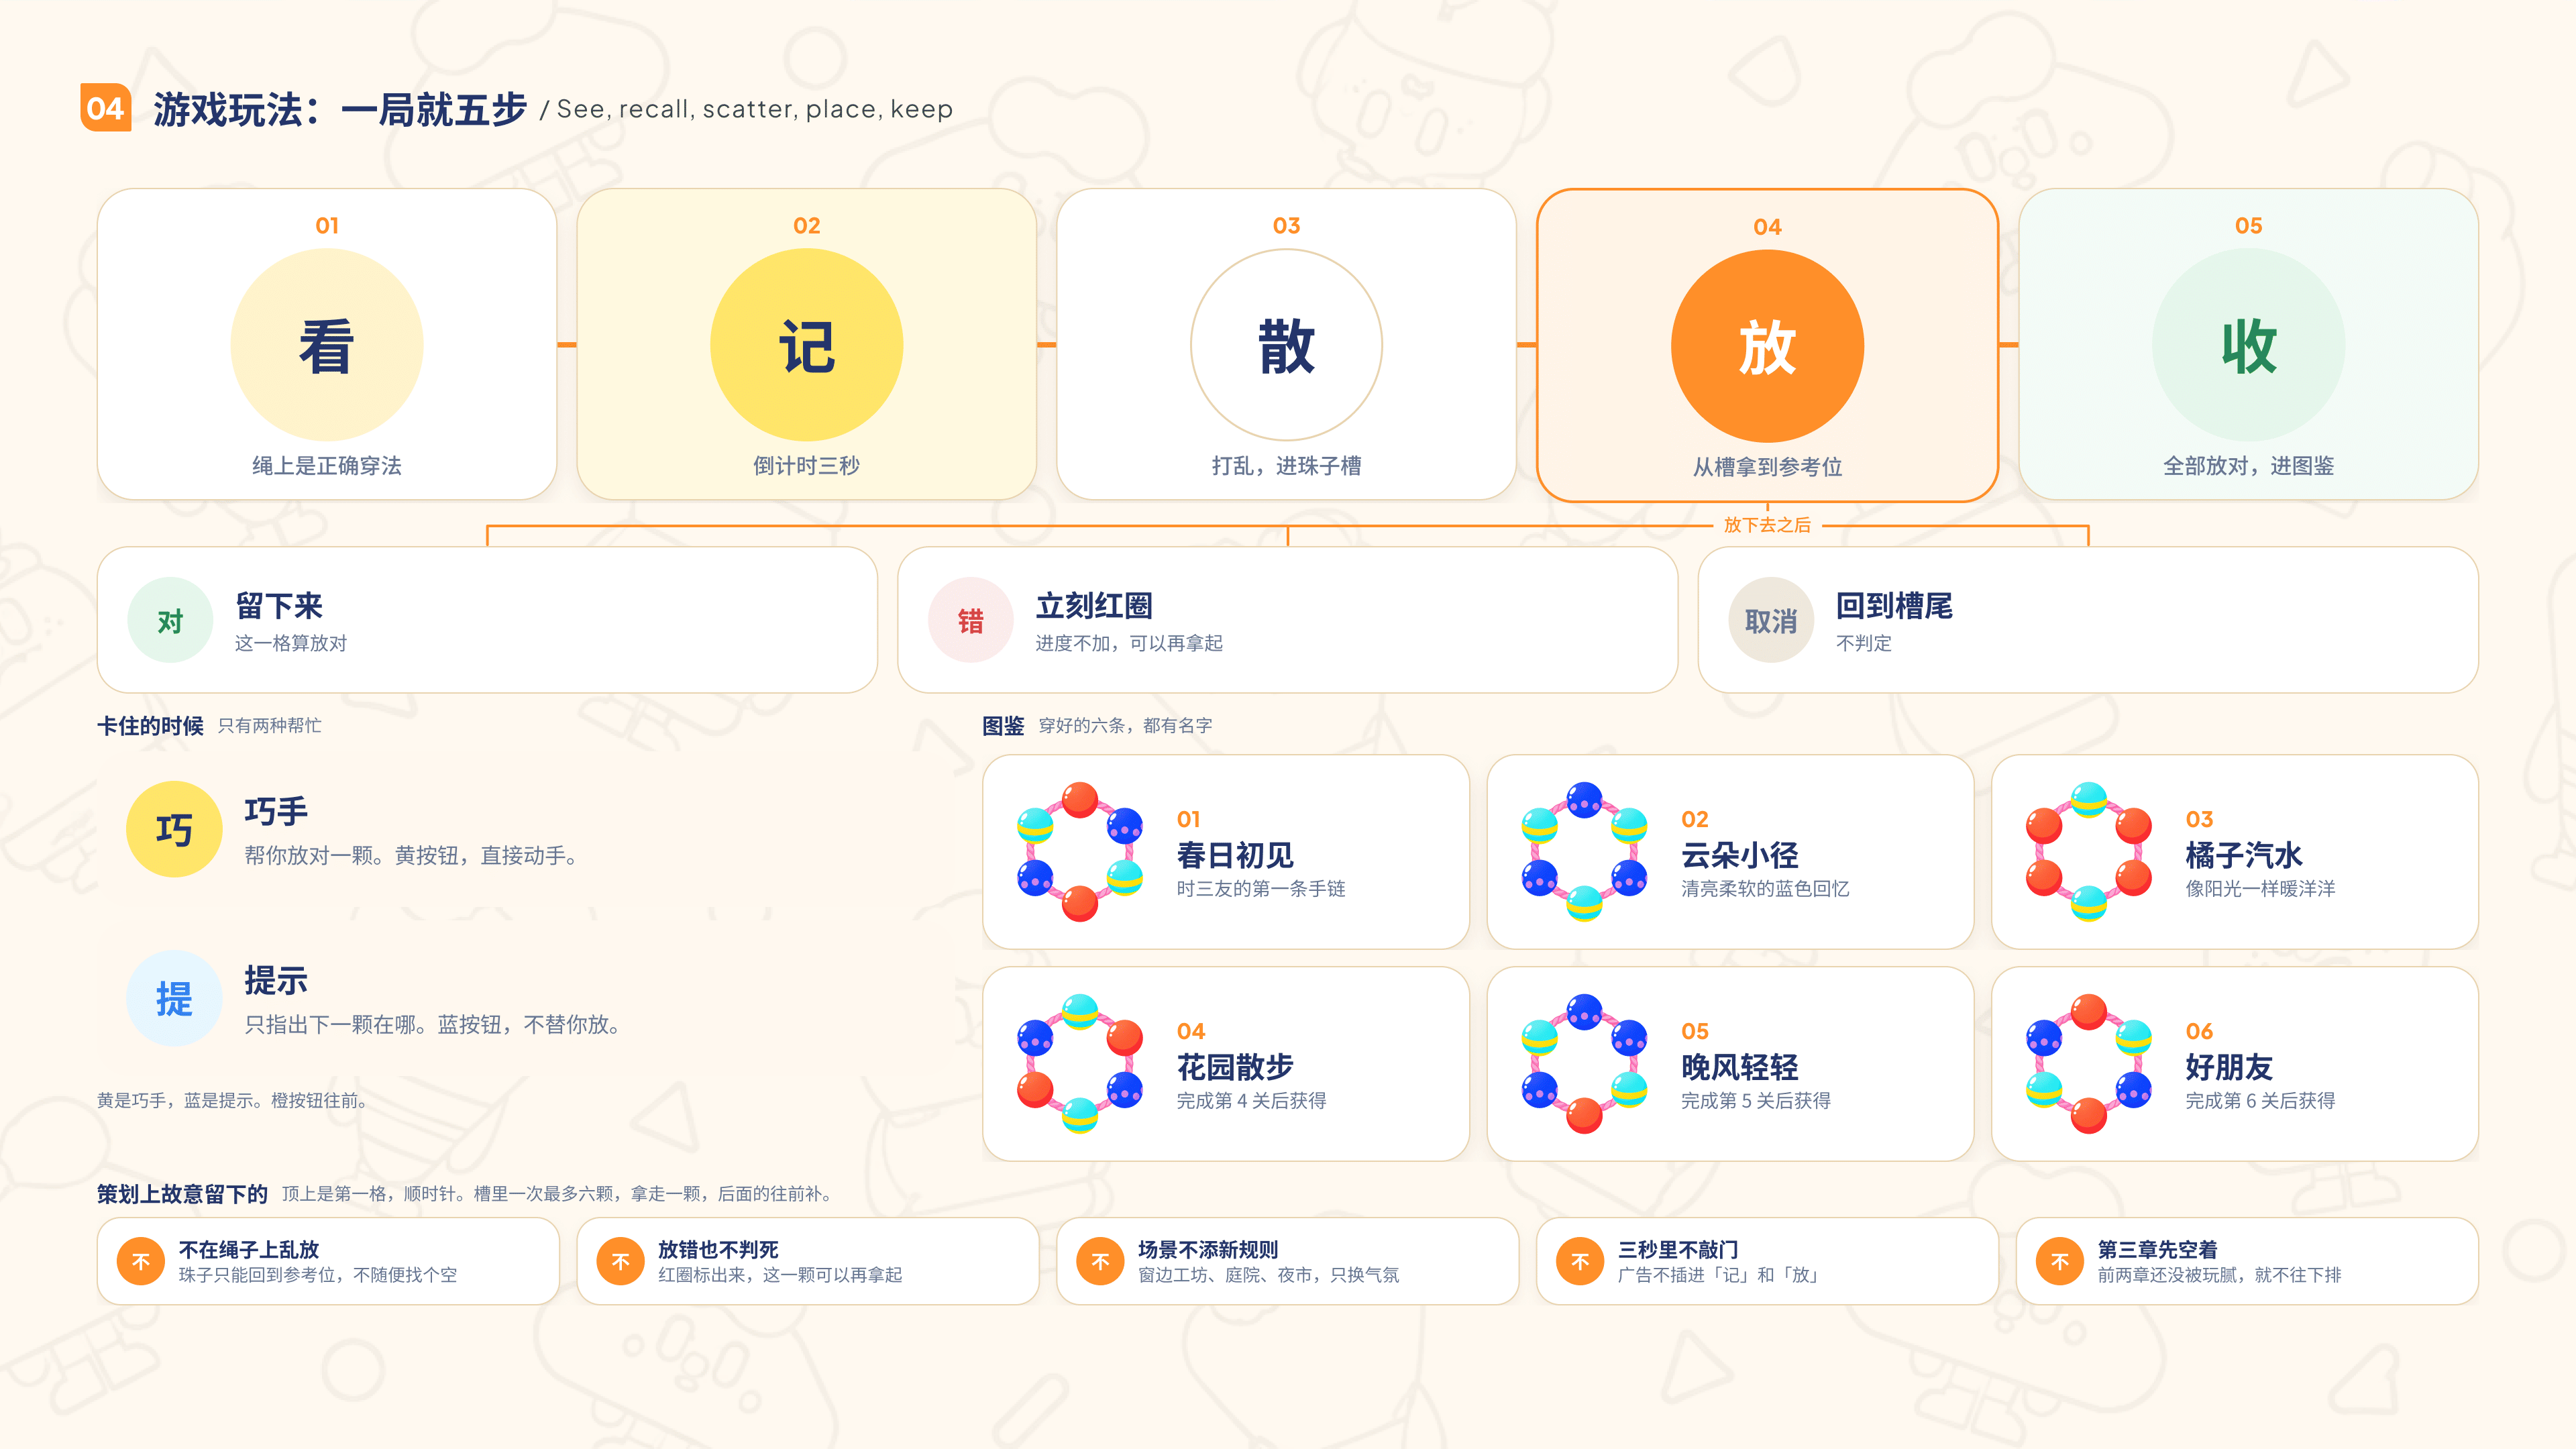 04 游戏玩法：一局就五步 / See, recall, scatter, place, keep
01
看
绳上是正确穿法
02
记
倒计时三秒
03
散
打乱，进珠子槽
04
放
从槽拿到参考位
05
收
全部放对，进图鉴
放下去之后
对
留下来
这一格算放对
错
立刻红圈
进度不加，可以再拿起
取消
回到槽尾
不判定
卡住的时候 只有两种帮忙
巧
巧手
帮你放对一颗。黄按钮，直接动手。
提
提示
只指出下一颗在哪。蓝按钮，不替你放。
黄是巧手，蓝是提示。橙按钮往前。
图鉴 穿好的六条，都有名字
01
春日初见
时三友的第一条手链
02
云朵小径
清亮柔软的蓝色回忆
03
橘子汽水
像阳光一样暖洋洋
04
花园散步
完成第 4 关后获得
05
晚风轻轻
完成第 5 关后获得
06
好朋友
完成第 6 关后获得
策划上故意留下的 顶上是第一格，顺时针。槽里一次最多六颗，拿走一颗，后面的往前补。
不
不在绳子上乱放
珠子只能回到参考位，不随便找个空
不
放错也不判死
红圈标出来，这一颗可以再拿起
不
场景不添新规则
窗边工坊、庭院、夜市，只换气氛
不
三秒里不敲门
广告不插进「记」和「放」
不
第三章先空着
前两章还没被玩腻，就不往下排